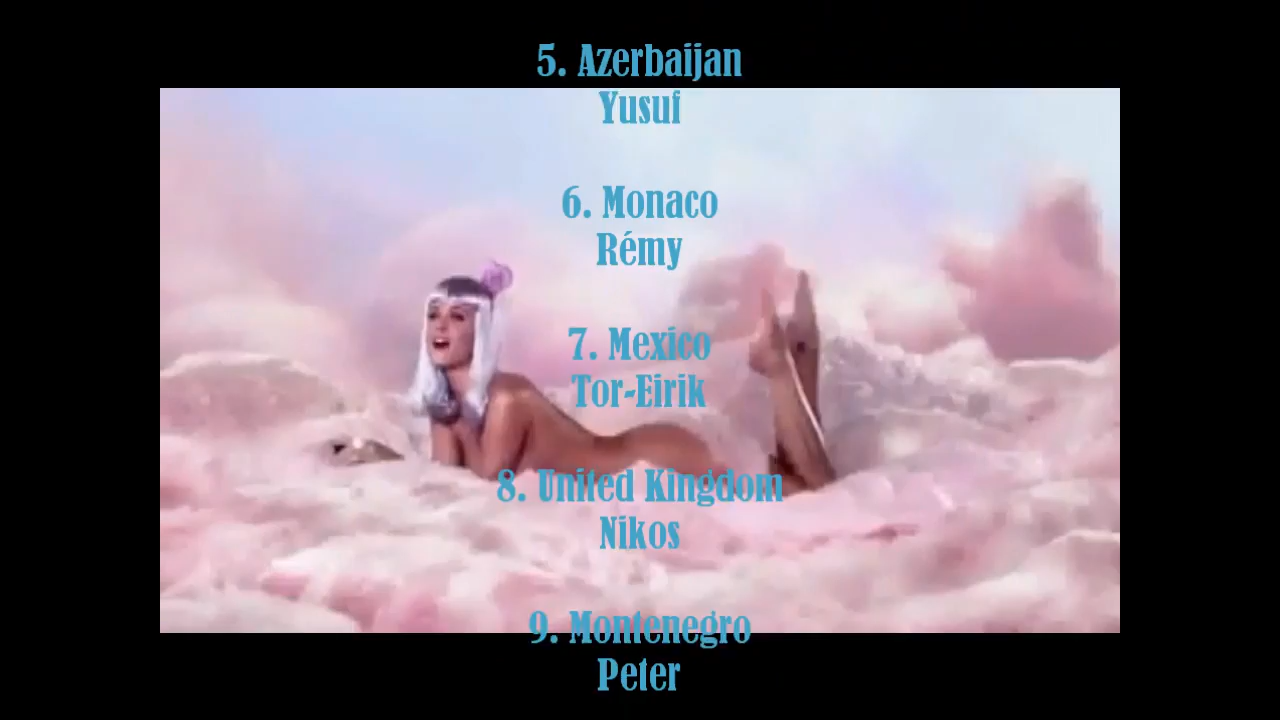 5. Azerbaijan
Yusuf
6. Monaco
Rémy
7. Mexico
Tor-Eirik
8. United Kingdom
Nikos
9. Montenegro
Peter